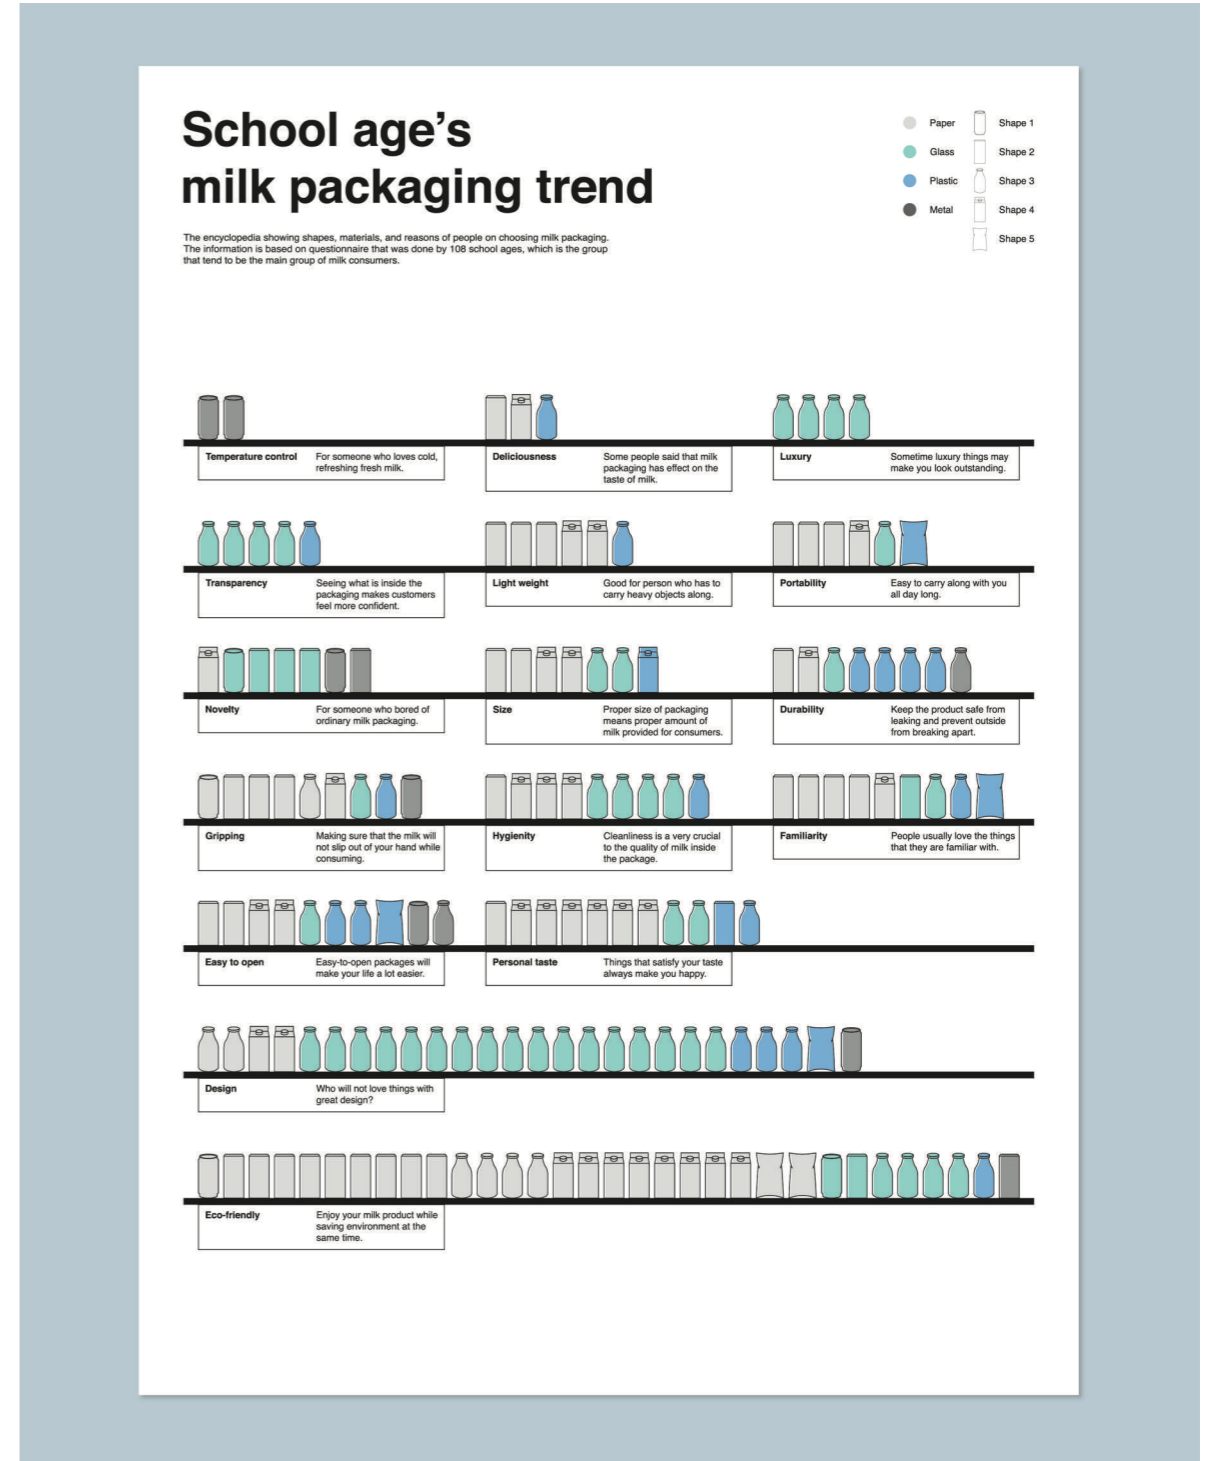 School age's
milk packaging trend
The encyclopedia showing shapes, materials, and reasons of people on choosing milk packaging.
The information is based on questionnaire that was done by 108 school ages, which is the group
that tend to be the main group of milk consumers.
Paper
Shape 1
Glass
Shape 2
Plastic
Shape 3
Metal
Shape 4
Shape 5
Temperature control
For someone who loves cold,
refreshing fresh milk.
Deliciousness
Some people said that milk
packaging has effect on the
taste of milk.
Luxury
Sometime luxury things may
make you look outstanding.
Transparency
Seeing what is inside the
packaging makes customers
feel more confident.
Light weight
Good for person who has to
carry heavy objects along.
Portability
Easy to carry along with you
all day long.
Novelty
For someone who bored of
ordinary milk packaging.
Size
Proper size of packaging
means proper amount of
milk provided for consumers.
Durability
Keep the product safe from
leaking and prevent outside
from breaking apart.
Gripping
Making sure that the milk will
not slip out of your hand while
consuming.
Hygienity
Cleanliness is a very crucial
to the quality of milk inside
the package.
Familiarity
People usually love the things
that they are familiar with.
Easy to open
Easy-to-open packages will
make your life a lot easier.
Personal taste
Things that satisfy your taste
always make you happy.
Design
Who will not love things with
great design?
Eco-friendly
Enjoy your milk product while
saving environment at the
same time.